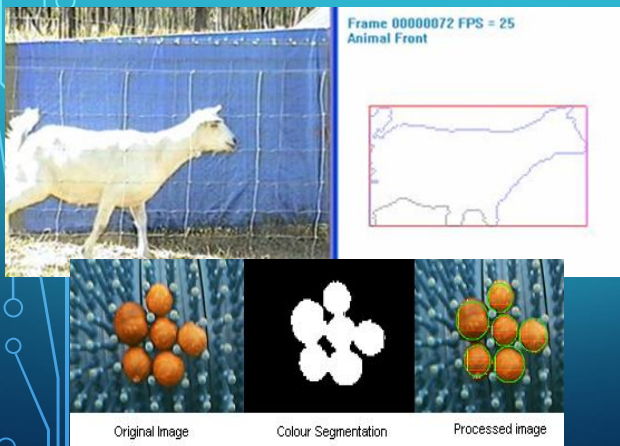 Frame 00000072 FPS = 25
Animal Front
Original Image
Colour Segmentation
Processed image